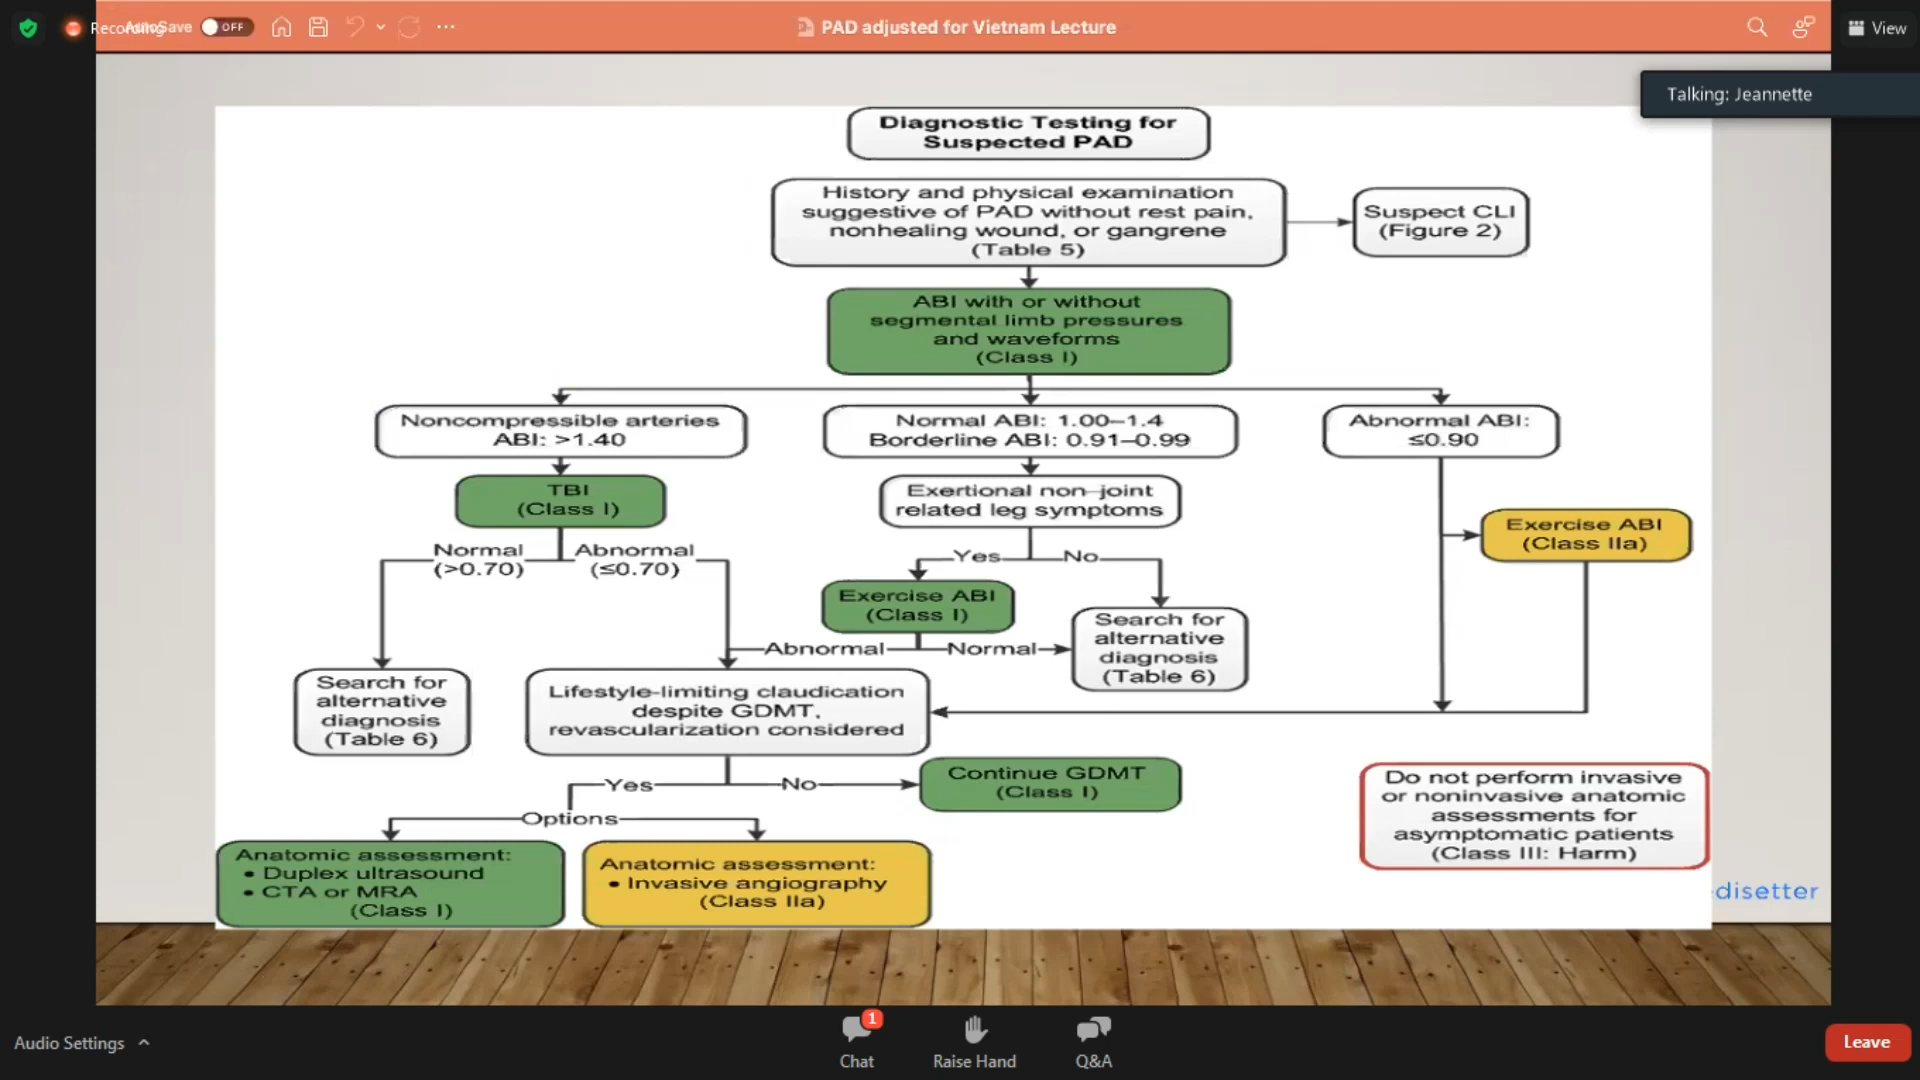 Recording
AutoSave OFF
PAD adjusted for Vietnam Lecture
View
Talking: Jeannette
Diagnostic Testing for
Suspected PAD
History and physical examination
suggestive of PAD without rest pain,
nonhealing wound, or gangrene
(Table 5)
Suspect CLI
(Figure 2)
ABI with or without
segmental limb pressures
and waveforms
(Class I)
Noncompressible arteries
ABI: >1.40
Normal ABI: 1.00–1.4
Borderline ABI: 0.91–0.99
Abnormal ABI:
≤0.90
TBI
(Class I)
Exertional non–joint
related leg symptoms
Exercise ABI
(Class IIa)
Normal
(>0.70)
Abnormal
(≤0.70)
Yes
No
Exercise ABI
(Class I)
Search for
alternative
diagnosis
(Table 6)
Abnormal
Normal
Search for
alternative
diagnosis
(Table 6)
Lifestyle-limiting claudication
despite GDMT,
revascularization considered
Yes
No
Continue GDMT
(Class I)
Options
Do not perform invasive
or noninvasive anatomic
assessments for
asymptomatic patients
(Class III: Harm)
Anatomic assessment:
• Duplex ultrasound
• CTA or MRA
(Class I)
Anatomic assessment:
• Invasive angiography
(Class IIa)
disetter
Audio Settings
1
Chat
Raise Hand
Q&A
Leave